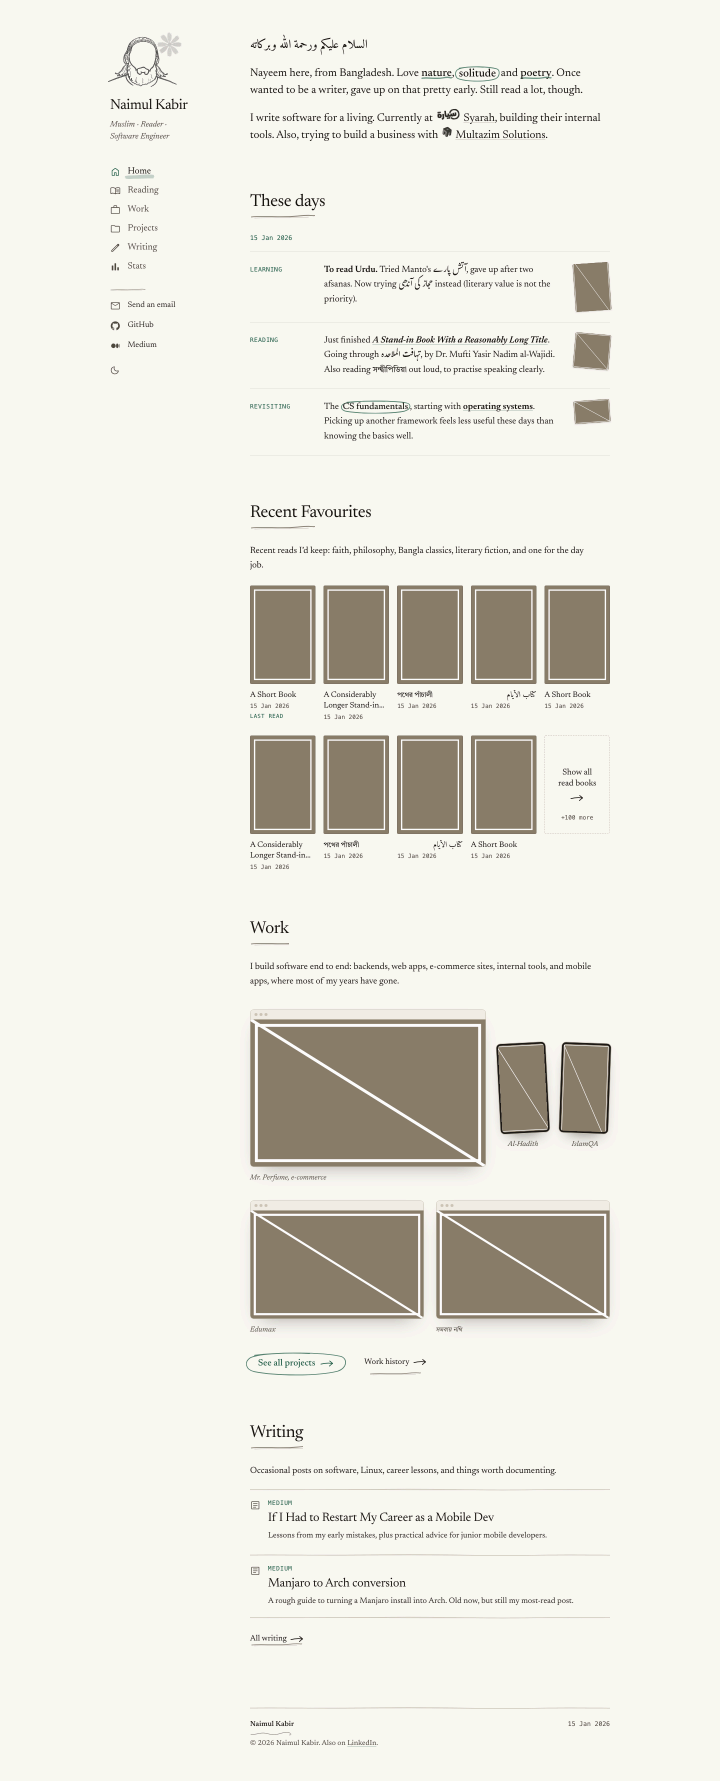 Naimul Kabir
Muslim · Reader ·
Software Engineer
Home
Reading
Work
Projects
Writing
Stats
Send an email
GitHub
Medium
السلام عليكم ورحمة الله وبركاته
Nayeem here, from Bangladesh. Love nature, solitude and poetry. Once
wanted to be a writer, gave up on that pretty early. Still read a lot, though.
I write software for a living. Currently at سيارة Syarah, building their internal
tools. Also, trying to build a business with Multazim Solutions.
These days
15 Jan 2026
LEARNING
To read Urdu. Tried Manto's آتش پارے, gave up after two
afsanas. Now trying حجاز کی آندھی instead (literary value is not the
priority).
READING
Just finished A Stand-in Book With a Reasonably Long Title.
Going through تہافت الملاحدہ, by Dr. Mufti Yasir Nadim al-Wajidi.
Also reading out loud, to practise speaking clearly.
REVISITING
The CS fundamentals, starting with operating systems.
Picking up another framework feels less useful these days than
knowing the basics well.
Recent Favourites
Recent reads I'd keep: faith, philosophy, Bangla classics, literary fiction, and one for the day
job.
A Short Book
15 Jan 2026
LAST READ
A Considerably
Longer Stand-in...
15 Jan 2026
পথের পাঁচালী
15 Jan 2026
كتاب الأيام
15 Jan 2026
A Short Book
15 Jan 2026
A Considerably
Longer Stand-in...
15 Jan 2026
পথের পাঁচালী
15 Jan 2026
كتاب الأيام
15 Jan 2026
A Short Book
15 Jan 2026
Show all
read books
+100 more
Work
I build software end to end: backends, web apps, e-commerce sites, internal tools, and mobile
apps, where most of my years have gone.
Mr. Perfume, e-commerce
Al-Hadith
IslamQA
Edumax
See all projects
Work history
Writing
Occasional posts on software, Linux, career lessons, and things worth documenting.
MEDIUM
If I Had to Restart My Career as a Mobile Dev
Lessons from my early mistakes, plus practical advice for junior mobile developers.
MEDIUM
Manjaro to Arch conversion
A rough guide to turning a Manjaro install into Arch. Old now, but still my most-read post.
All writing
Naimul Kabir
15 Jan 2026
© 2026 Naimul Kabir. Also on LinkedIn.